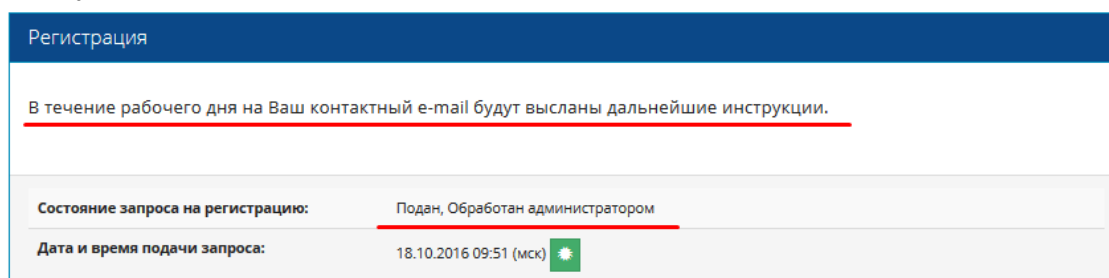 Регистрация
В течение рабочего дня на Ваш контактный e-mail будут высланы дальнейшие инструкции.
Состояние запроса на регистрацию: Подан, Обработан администратором
Дата и время подачи запроса: 18.10.2016 09:51 (мск)